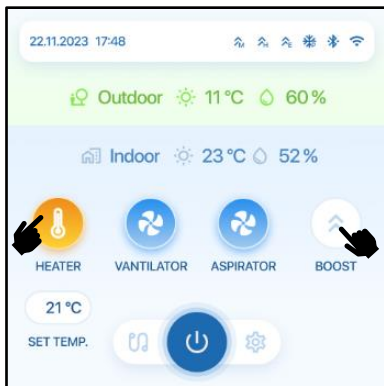 22.11.2023 17:48
Outdoor 11 °C 60 %
Indoor 23 °C 52 %
HEATER VANTILATOR ASPIRATOR BOOST
21 °C
SET TEMP.